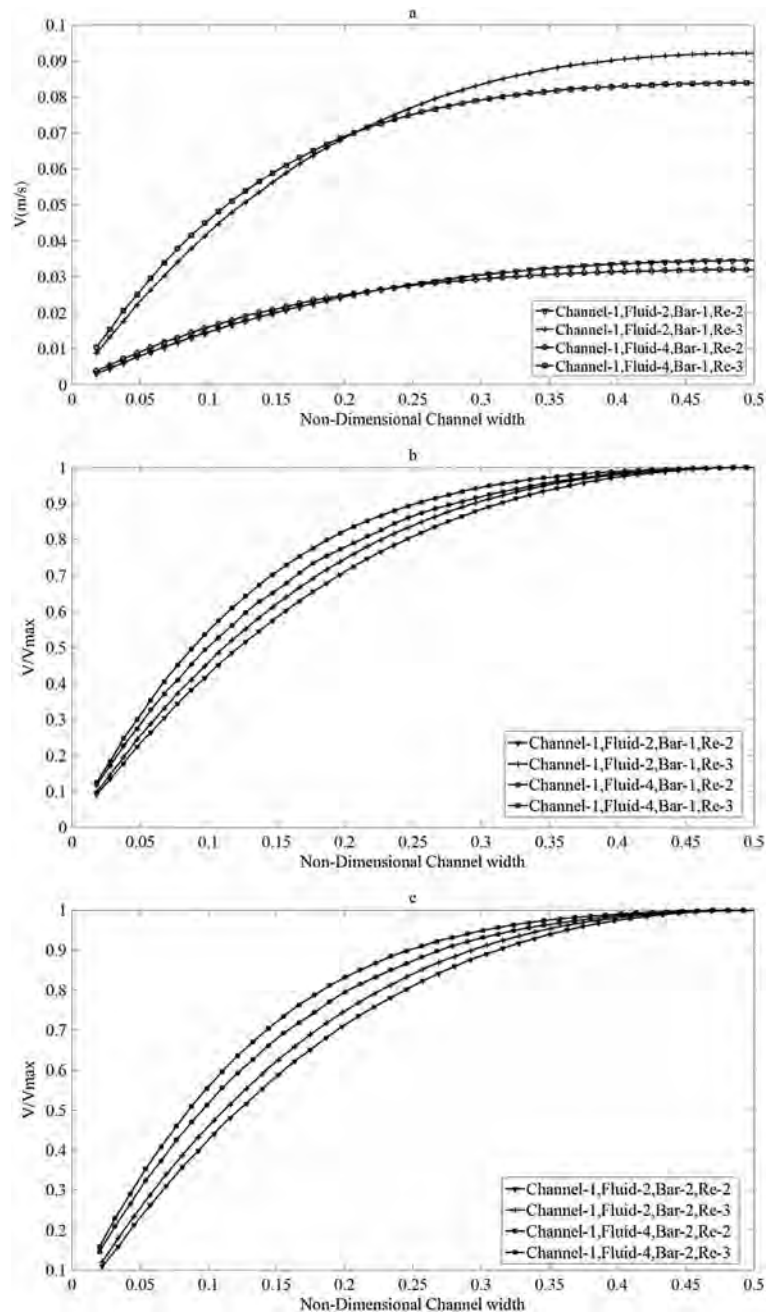 a
0.1
0.09
0.08
0.07
0.06
0.05
0.04
0.03
0.02
0.01
0
V(m/s)
Channel-1,Fluid-2,Bar-1,Re-2
Channel-1,Fluid-2,Bar-1,Re-3
Channel-1,Fluid-4,Bar-1,Re-2
Channel-1,Fluid-4,Bar-1,Re-3
0 0.05 0.1 0.15 0.2 0.25 0.3 0.35 0.4 0.45 0.5
Non-Dimensional Channel width
b
1
0.9
0.8
0.7
0.6
0.5
0.4
0.3
0.2
0.1
0
V/Vmax
Channel-1,Fluid-2,Bar-1,Re-2
Channel-1,Fluid-2,Bar-1,Re-3
Channel-1,Fluid-4,Bar-1,Re-2
Channel-1,Fluid-4,Bar-1,Re-3
0 0.05 0.1 0.15 0.2 0.25 0.3 0.35 0.4 0.45 0.5
Non-Dimensional Channel width
c
1
0.9
0.8
0.7
0.6
0.5
0.4
0.3
0.2
0.1
V/Vmax
Channel-1,Fluid-2,Bar-2,Re-2
Channel-1,Fluid-2,Bar-2,Re-3
Channel-1,Fluid-4,Bar-2,Re-2
Channel-1,Fluid-4,Bar-2,Re-3
0 0.05 0.1 0.15 0.2 0.25 0.3 0.35 0.4 0.45 0.5
Non-Dimensional Channel width